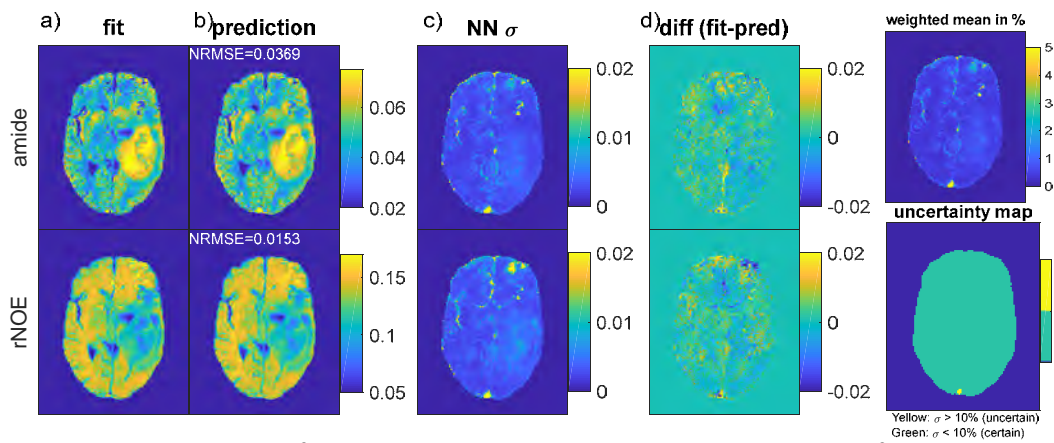 a) fit
b) prediction
c) NN σ
d) diff (fit-pred)
weighted mean in %
amide
NRMSE=0.0369
0.06
0.04
0.02
0.02
0.01
0
0.02
0
-0.02
5
4
3
2
1
0
uncertainty map
rNOE
NRMSE=0.0153
0.15
0.1
0.05
0.02
0.01
0
0.02
0
-0.02
Yellow: σ > 10% (uncertain)
Green: σ < 10% (certain)